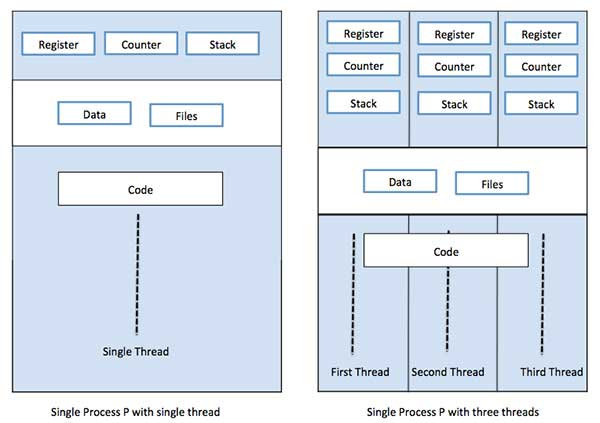 Register Counter Stack
Data Files
Code
Single Thread
Single Process P with single thread
Register Register Register
Counter Counter Counter
Stack Stack Stack
Data Files
Code
First Thread Second Thread Third Thread
Single Process P with three threads